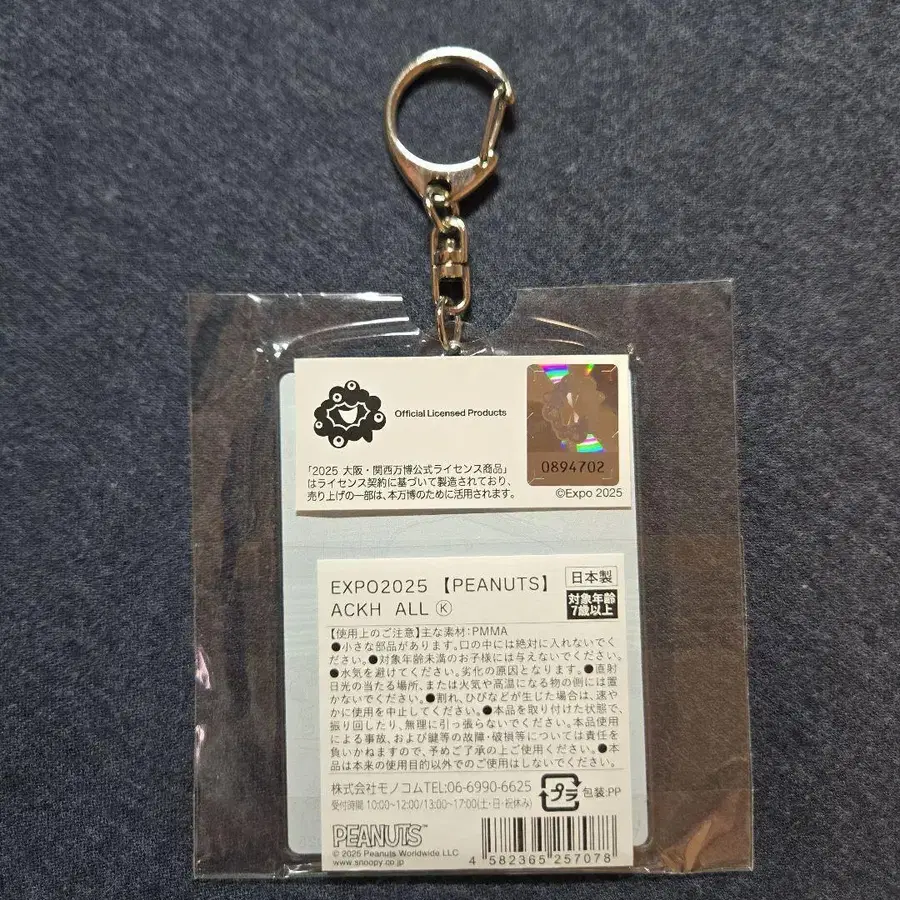 Official Licensed Products
0894702
「2025 大阪・関西万博公式ライセンス商品」
はライセンス契約に基づいて製造されており、
売り上げの一部は、本万博のために活用されます。
©Expo 2025
EXPO2025【PEANUTS】
ACKH ALL Ⓚ
日本製
対象年齢
7歳以上
【使用上のご注意】主な素材：PMMA
●小さな部品があります。口の中には絶対に入れないでく
ださい。●対象年齢未満のお子様には与えないでください。
●水気を避けてください。劣化の原因となります。●直射
日光の当たる場所、または火気や高温になる物の側には置
かないでください。●割れ、ひびなどが生じた場合は、速や
かに使用を中止してください。●本品を取り付けた状態で、
振り回したり、無理に引っ張らないでください。本品使用
による事故、および鍵等の故障・破損等については責任を
負いかねますので、予めご了承の上ご使用ください。●本
品は本来の使用目的以外でのご使用はしないでください。
株式会社モノコムTEL:06-6990-6625
受付時間 10:00~12:00/13:00~17:00(土・日・祝休み)
プラ
包装:PP
PEANUTS™
© 2025 Peanuts Worldwide LLC
www.snoopy.co.jp
4 582365 257078